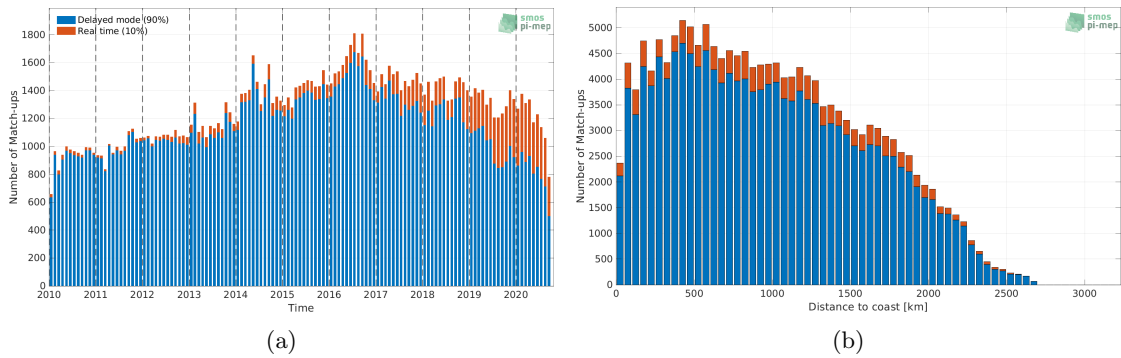 Delayed mode (90%)
Real time (10%)
smos
pi-mep
Number of Match-ups
1800
1600
1400
1200
1000
800
600
400
200
0
2010 2011 2012 2013 2014 2015 2016 2017 2018 2019 2020
Time
(a)
smos
pi-mep
Number of Match-ups
5000
4500
4000
3500
3000
2500
2000
1500
1000
500
0
0 500 1000 1500 2000 2500 3000
Distance to coast [km]
(b)